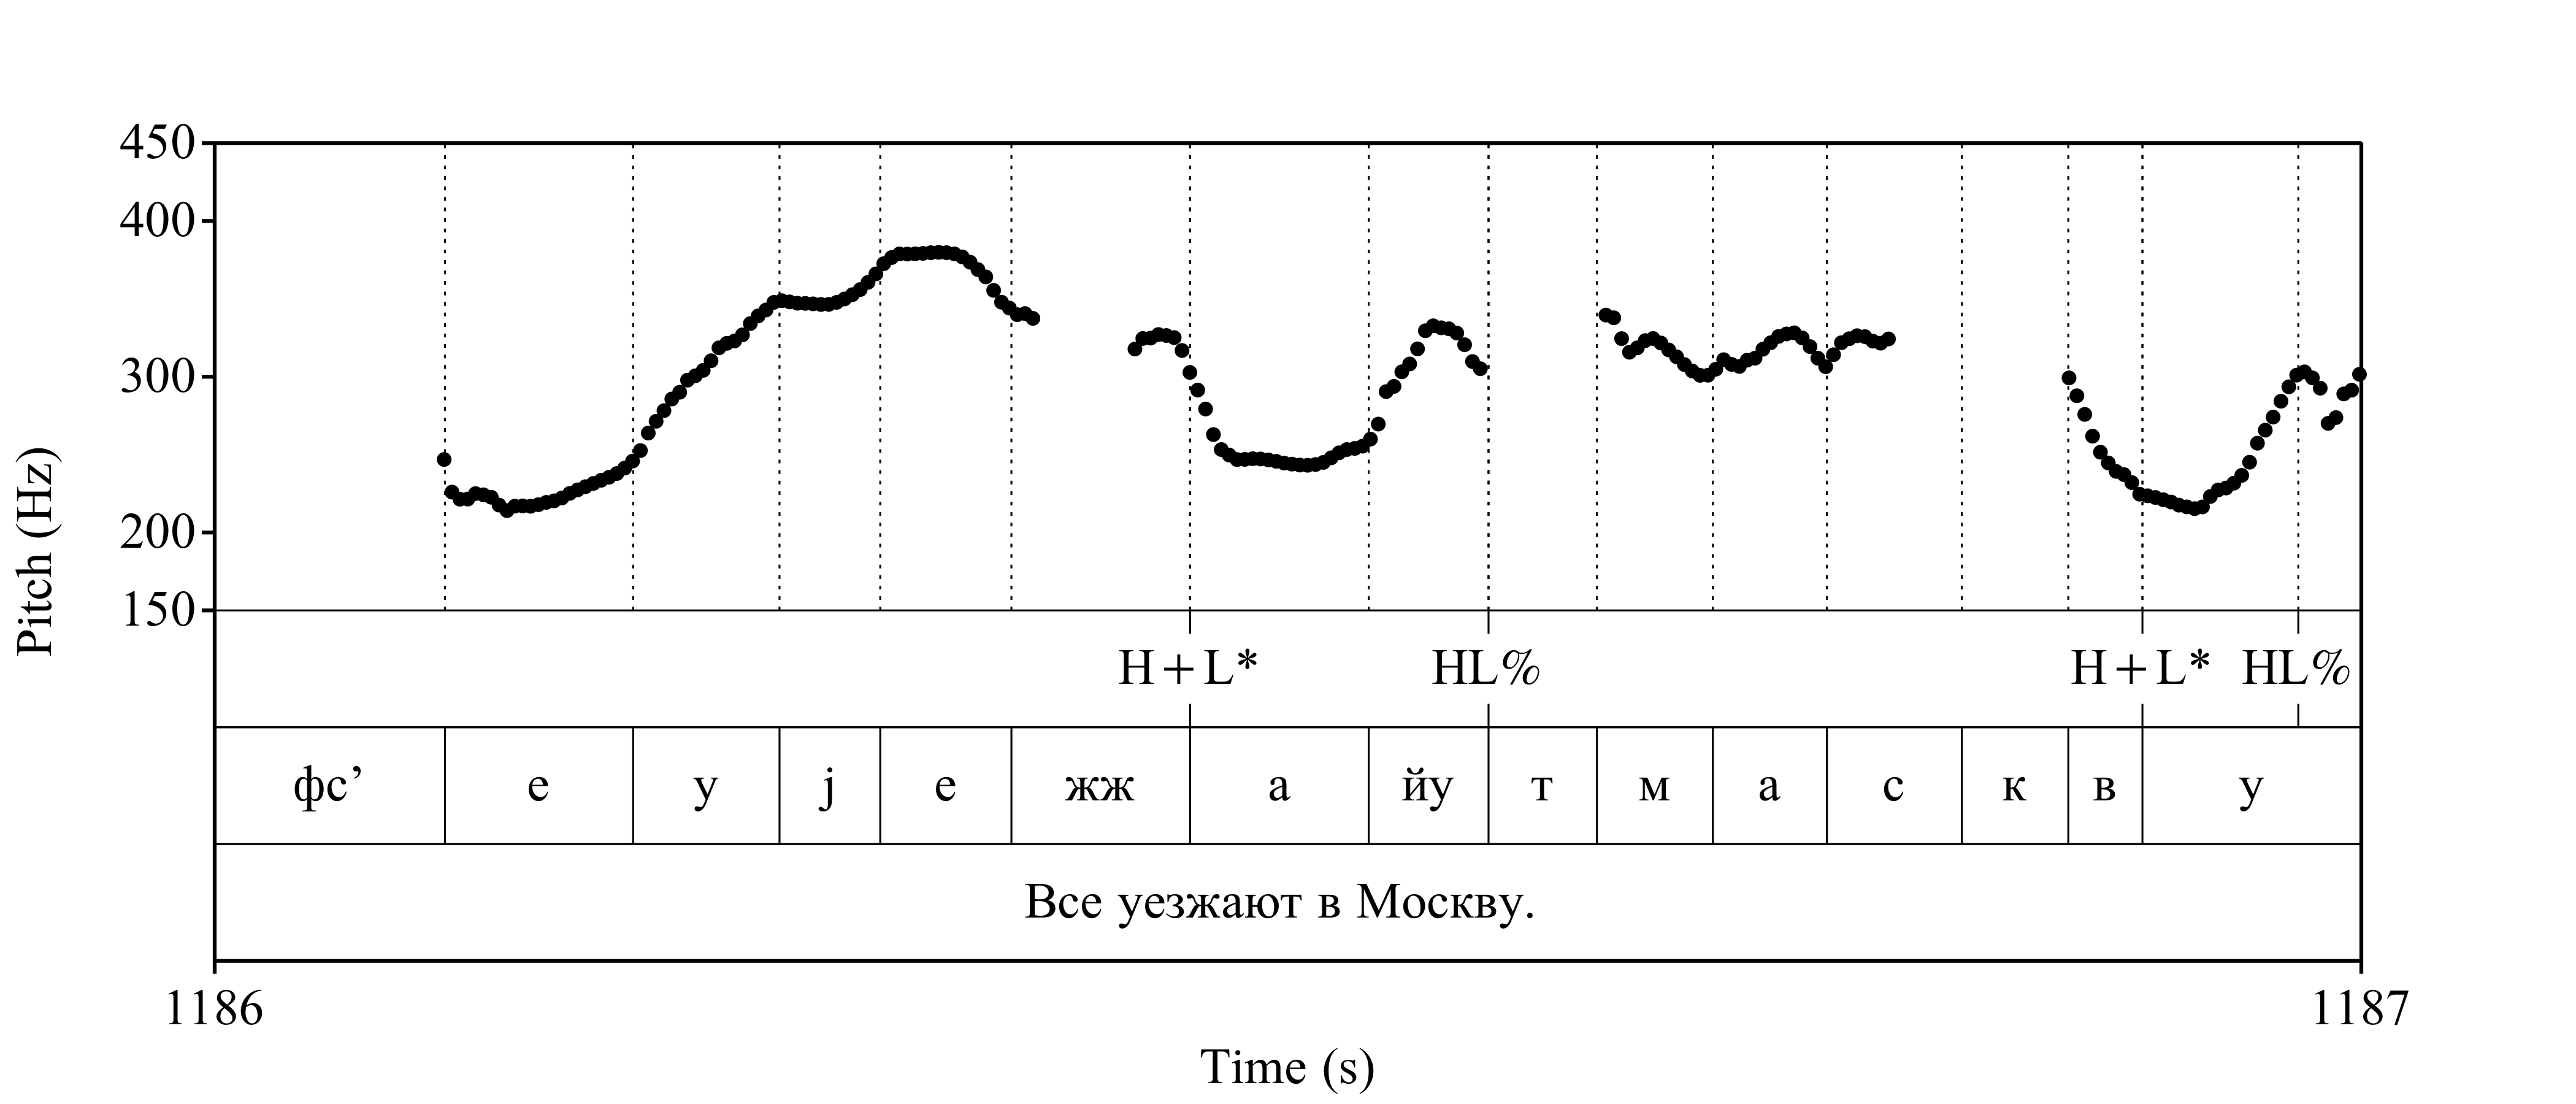 450
400
300
200
150
Pitch (Hz)
H+L* HL% H+L* HL%
фс’ е у j е жж а йу т м а с к в у
Все уезжают в Москву.
1186 1187
Time (s)